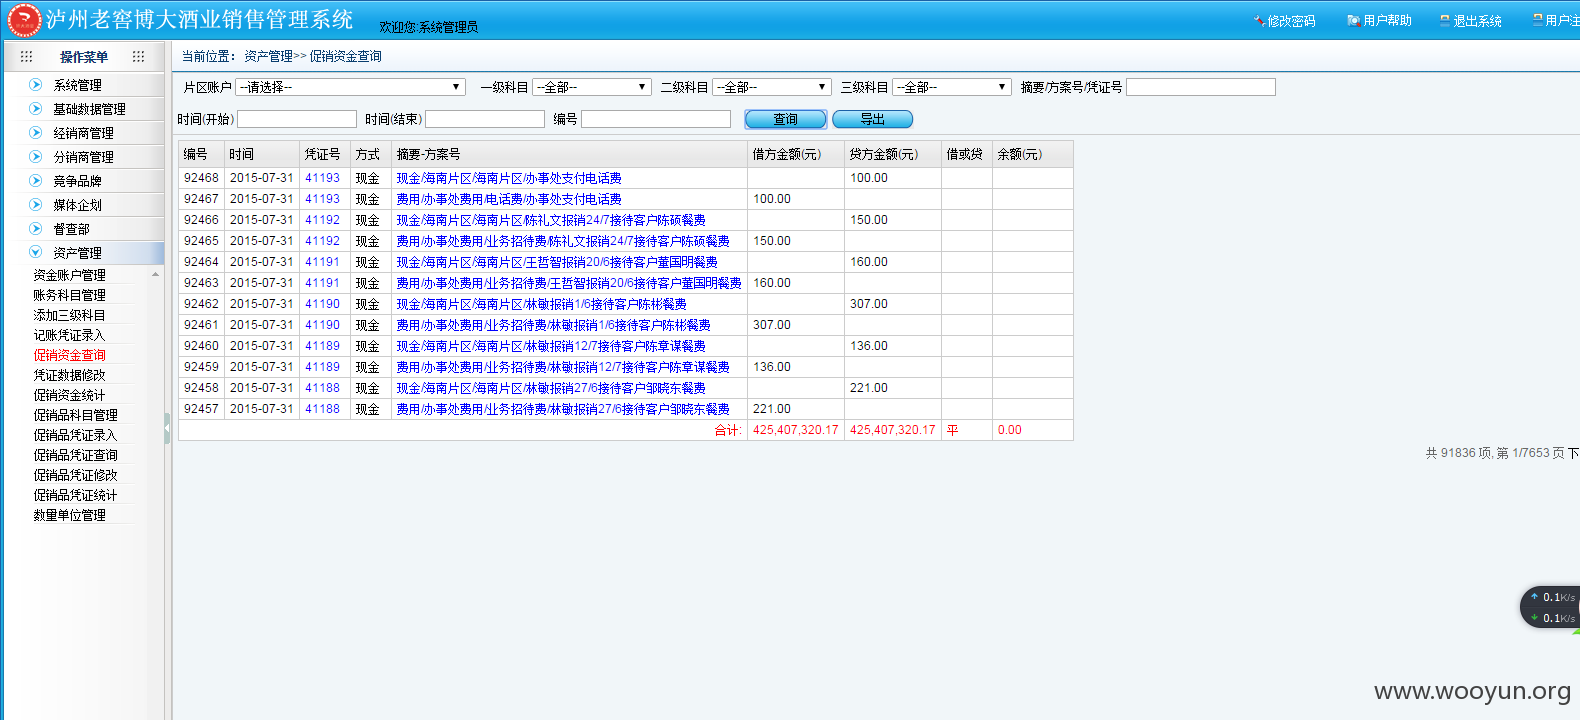 泸州老窖博大酒业销售管理系统 欢迎您:系统管理员 修改密码 用户帮助 退出系统 用户注
操作菜单
系统管理
基础数据管理
经销商管理
分销商管理
竞争品牌
媒体企划
督查部
资产管理
资金账户管理
账务科目管理
添加三级科目
记账凭证录入
促销资金查询
凭证数据修改
促销资金统计
促销品科目管理
促销品凭证录入
促销品凭证查询
促销品凭证修改
促销品凭证统计
数量单位管理
当前位置： 资产管理>> 促销资金查询
片区账户 --请选择-- 一级科目 --全部-- 二级科目 --全部-- 三级科目 --全部-- 摘要/方案号/凭证号
时间(开始) 时间(结束) 编号 查询 导出
编号 时间 凭证号 方式 摘要-方案号 借方金额(元) 贷方金额(元) 借或贷 余额(元)
92468 2015-07-31 41193 现金 现金/海南片区/海南片区/办事处支付电话费 100.00
92467 2015-07-31 41193 现金 费用/办事处费用/电话费/办事处支付电话费 100.00
92466 2015-07-31 41192 现金 现金/海南片区/海南片区/陈礼文报销24/7接待客户陈硕餐费 150.00
92465 2015-07-31 41192 现金 费用/办事处费用/业务招待费/陈礼文报销24/7接待客户陈硕餐费 150.00
92464 2015-07-31 41191 现金 现金/海南片区/海南片区/王哲智报销20/6接待客户董国明餐费 160.00
92463 2015-07-31 41191 现金 费用/办事处费用/业务招待费/王哲智报销20/6接待客户董国明餐费 160.00
92462 2015-07-31 41190 现金 现金/海南片区/海南片区/林敏报销1/6接待客户陈彬餐费 307.00
92461 2015-07-31 41190 现金 费用/办事处费用/业务招待费/林敏报销1/6接待客户陈彬餐费 307.00
92460 2015-07-31 41189 现金 现金/海南片区/海南片区/林敏报销12/7接待客户陈章谋餐费 136.00
92459 2015-07-31 41189 现金 费用/办事处费用/业务招待费/林敏报销12/7接待客户陈章谋餐费 136.00
92458 2015-07-31 41188 现金 现金/海南片区/海南片区/林敏报销27/6接待客户邹晓东餐费 221.00
92457 2015-07-31 41188 现金 费用/办事处费用/业务招待费/林敏报销27/6接待客户邹晓东餐费 221.00
合计: 425,407,320.17 425,407,320.17 平 0.00
共 91836 项, 第 1/7653 页 下
0.1K/s
0.1K/s
www.wooyun.org